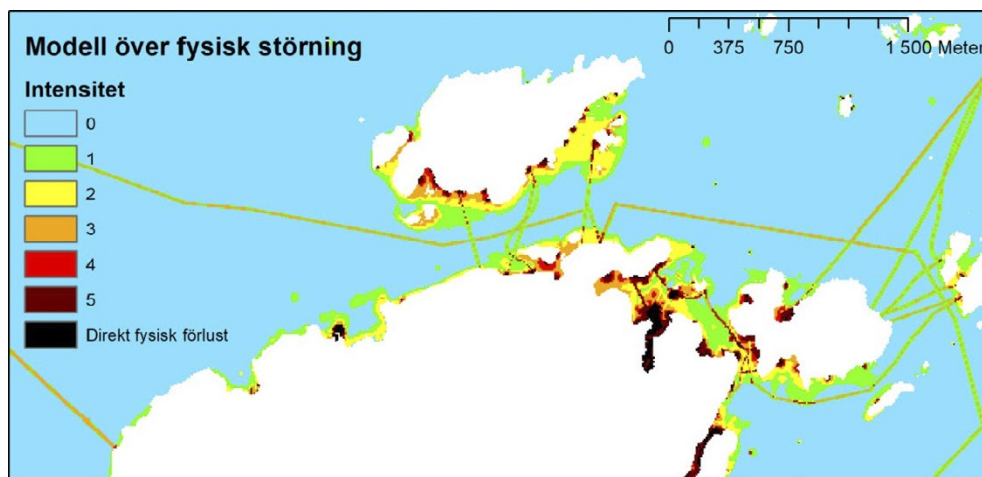 Modell över fysisk störning
Intensitet
0
1
2
3
4
5
Direkt fysisk förlust
0 375 750 1 500 Meter